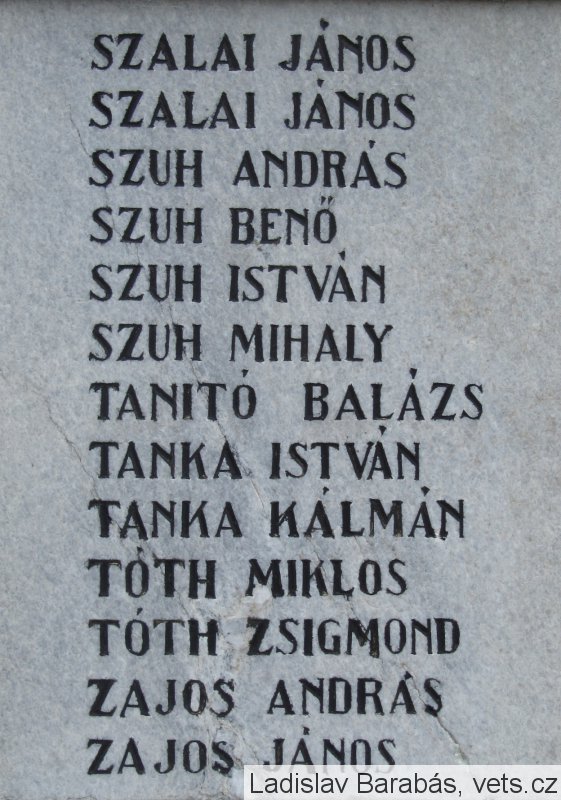 SZALAI JÁNOS
SZALAI JÁNOS
SZUH ANDRÁS
SZUH BENŐ
SZUH ISTVÁN
SZUH MIHALY
TANITÓ BALÁZS
TANKA ISTVÁN
TANKA KÁLMÁN
TÓTH MIKLOS
TÓTH ZSIGMOND
ZAJOS ANDRÁS
ZAJOS JÁNOS
Ladislav Barabás, vets.cz